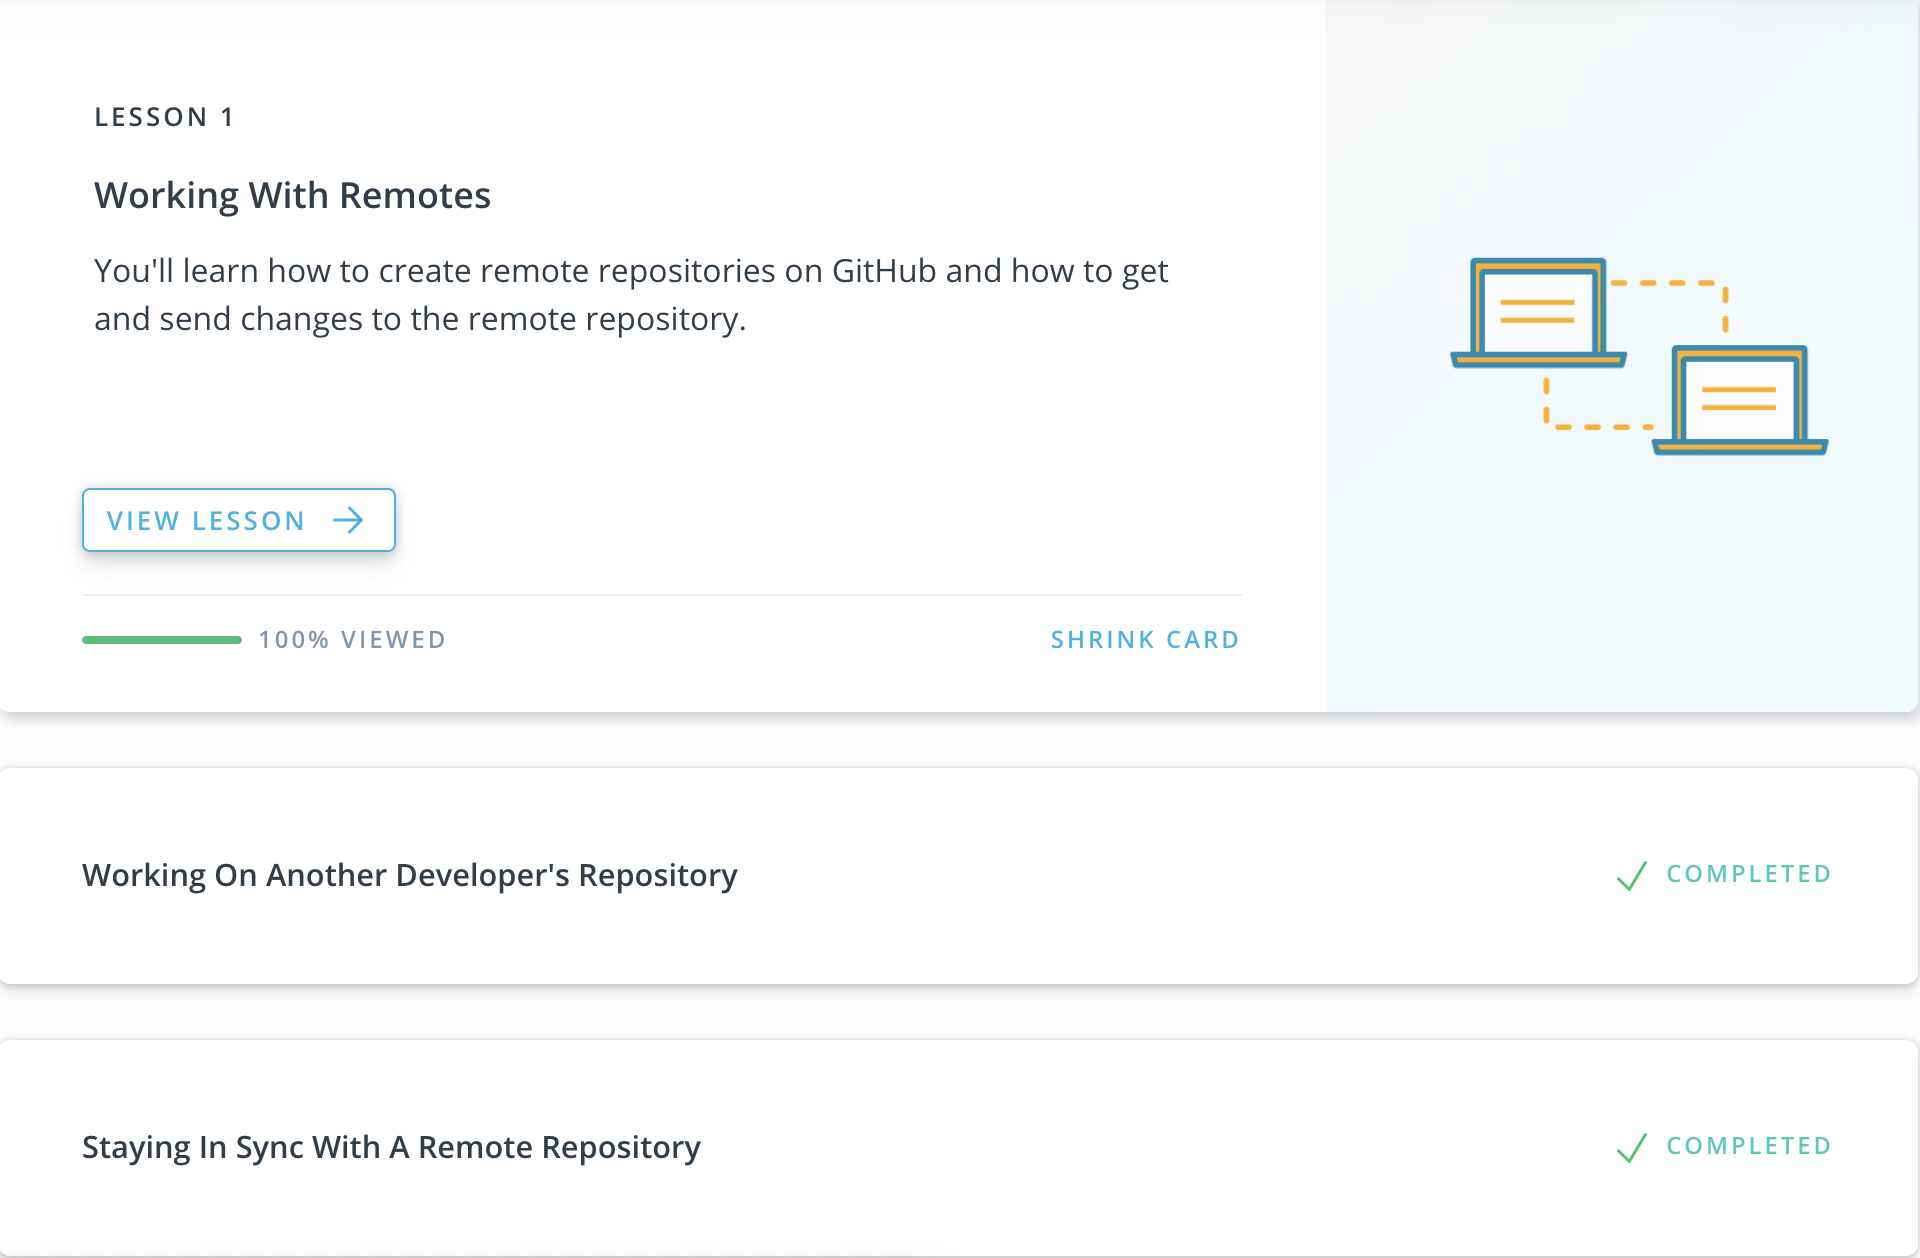 LESSON 1
Working With Remotes
You'll learn how to create remote repositories on GitHub and how to get
and send changes to the remote repository.
VIEW LESSON
100% VIEWED
SHRINK CARD
Working On Another Developer's Repository
COMPLETED
Staying In Sync With A Remote Repository
COMPLETED